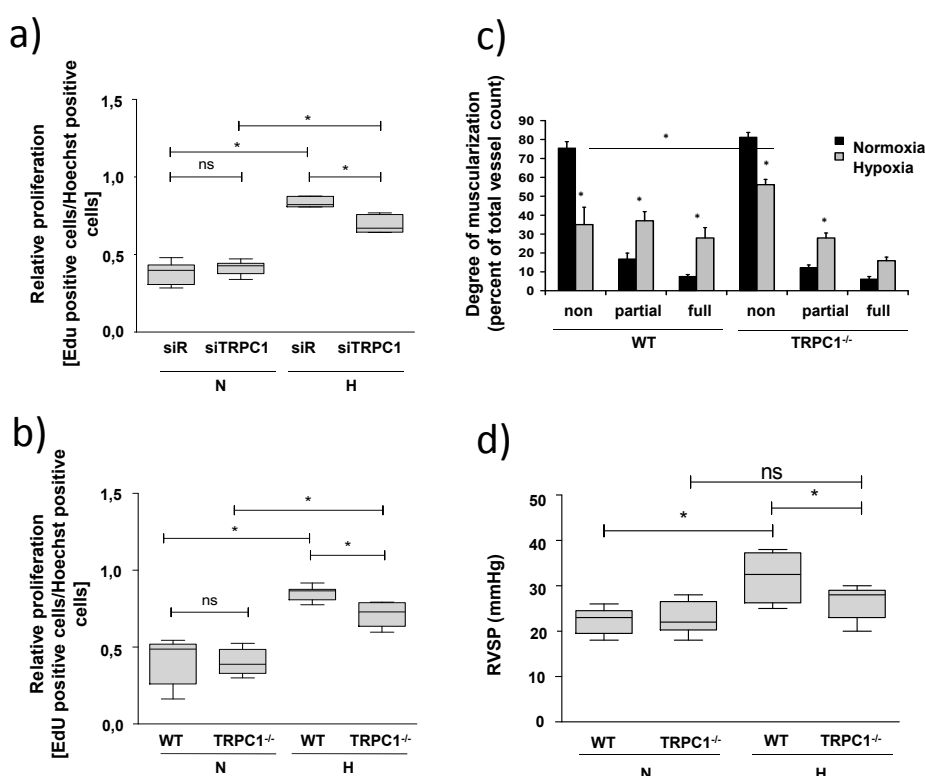 a)
Relative proliferation
[Edu positive cells/Hoechst positive
cells]
1,5
1,0
0,5
0,0
*
*
ns
*
siR siTRPC1 siR siTRPC1
N H
c)
Degree of muscularization
(percent of total vessel count)
90
80
70
60
50
40
30
20
10
0
*
*
*
*
*
*
Normoxia
Hypoxia
non partial full non partial full
WT TRPC1-/-
b)
Relative proliferation
[EdU positive cells/Hoechst positive
cells]
1,5
1,0
0,5
0,0
*
*
*
ns
WT TRPC1-/- WT TRPC1-/-
N H
d)
RVSP (mmHg)
50
40
30
20
10
0
ns
*
*
WT TRPC1-/- WT TRPC1-/-
N H